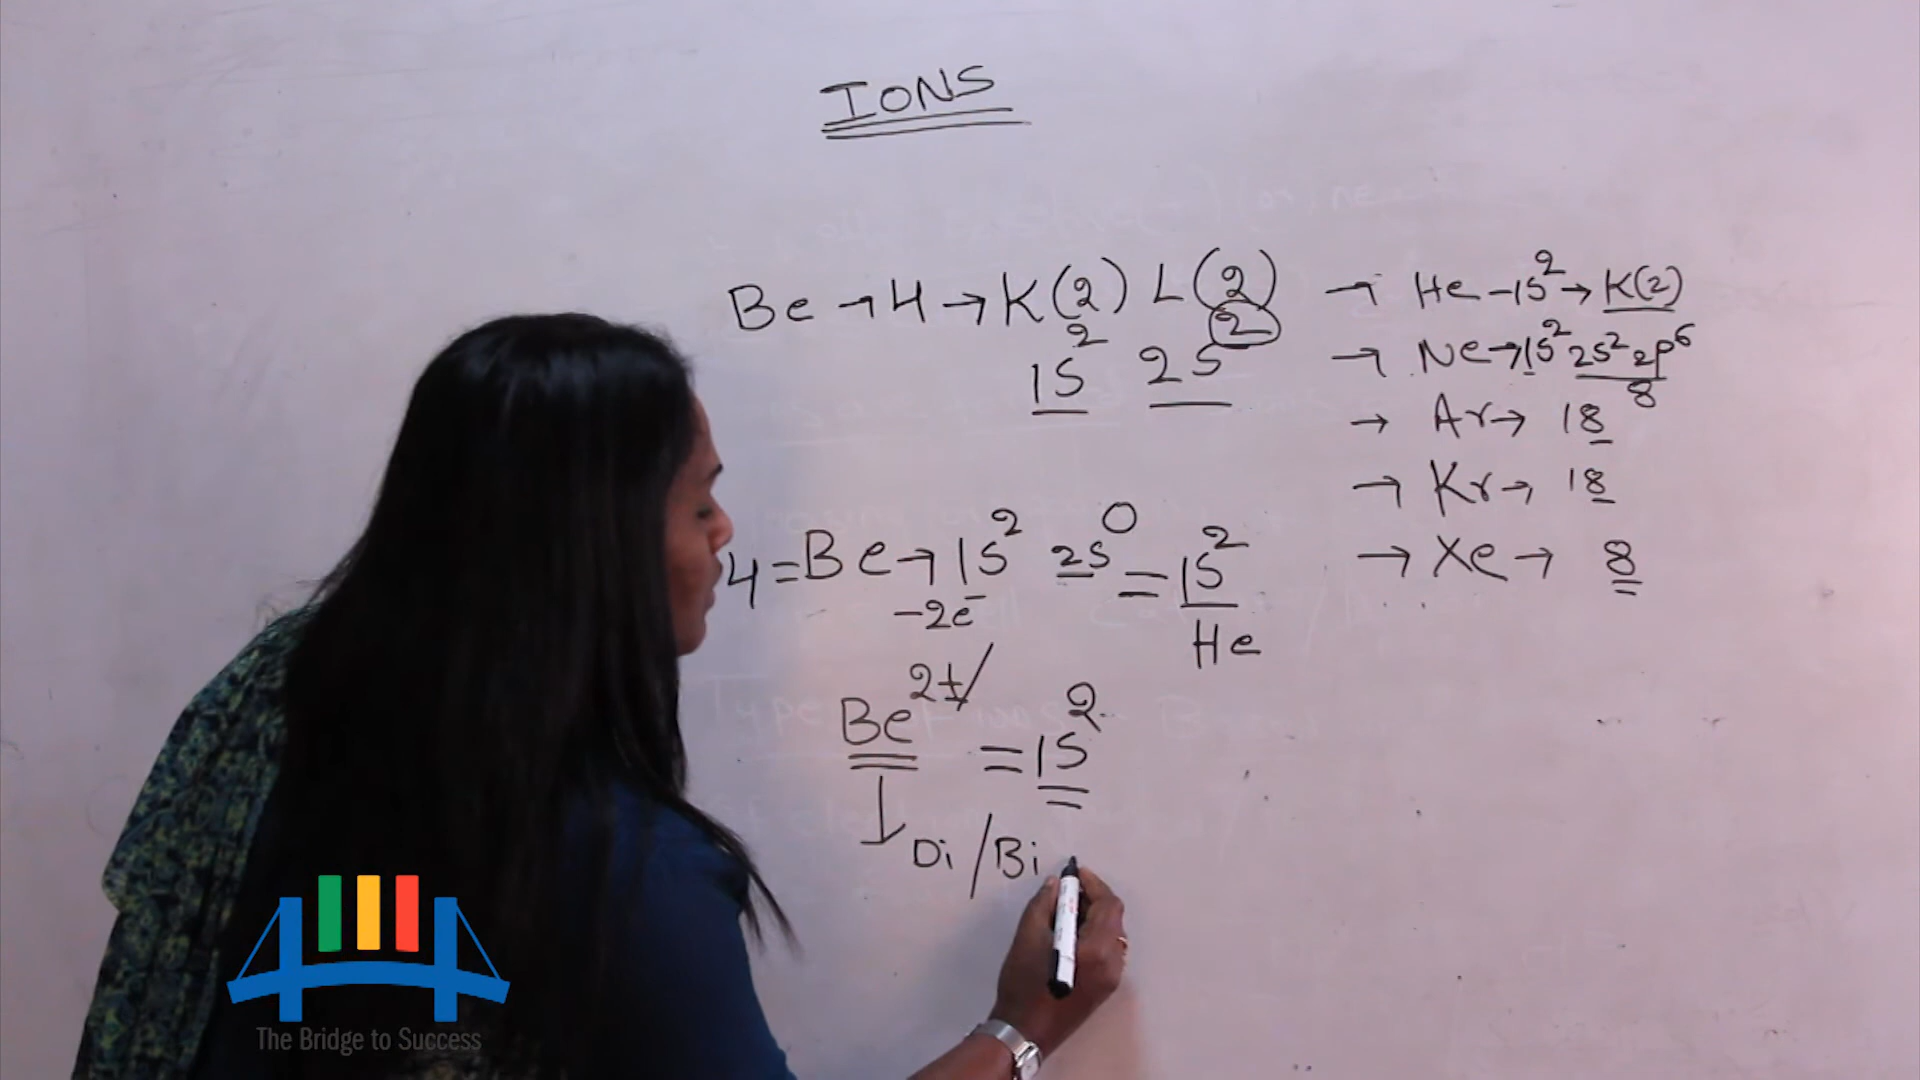 IONS
Be → 4 → K(2) L(2)
1s² 2s²
→ He - 1s² → K(2)
→ Ne → 1s² 2s² 2p⁶
8
→ Ar → 18
→ Kr → 18
→ Xe → 8
4 = Be → 1s² 2s⁰ = 1s²
-2e⁻
He
Be²⁺/ = 1s²
Di / Bi
The Bridge to Success